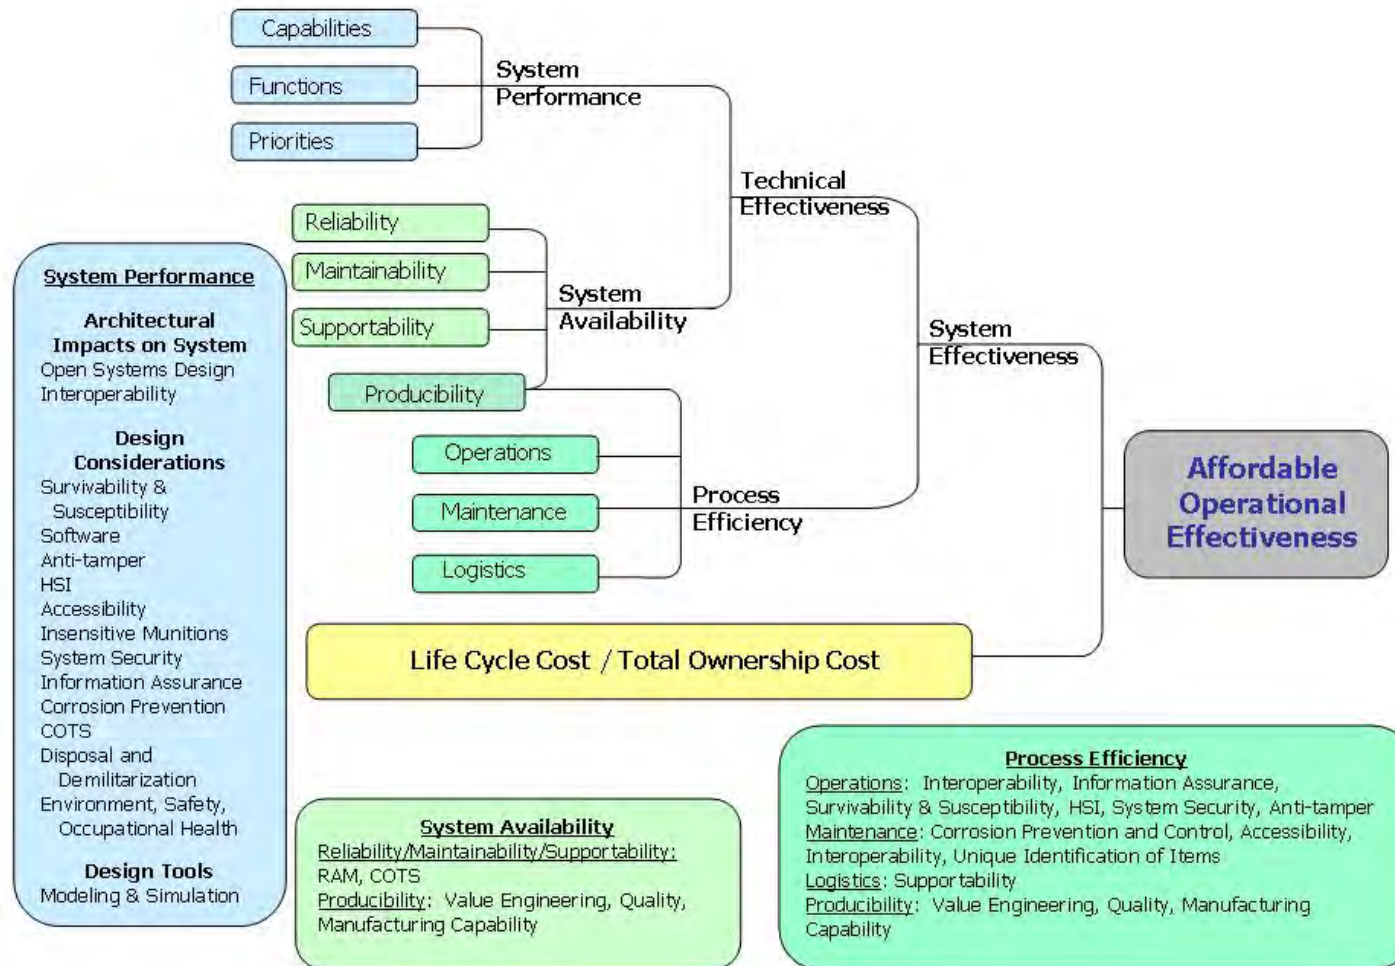 Capabilities
Functions
Priorities
System
Performance
Technical
Effectiveness
Reliability
Maintainability
Supportability
Producibility
System
Availability
System
Effectiveness
Operations
Maintenance
Logistics
Process
Efficiency
Affordable
Operational
Effectiveness
Life Cycle Cost / Total Ownership Cost
System Performance
Architectural
Impacts on System
Open Systems Design
Interoperability
Design
Considerations
Survivability &
Susceptibility
Software
Anti-tamper
HSI
Accessibility
Insensitive Munitions
System Security
Information Assurance
Corrosion Prevention
COTS
Disposal and
Demilitarization
Environment, Safety,
Occupational Health
Design Tools
Modeling & Simulation
System Availability
Reliability/Maintainability/Supportability:
RAM, COTS
Producibility: Value Engineering, Quality,
Manufacturing Capability
Process Efficiency
Operations: Interoperability, Information Assurance,
Survivability & Susceptibility, HSI, System Security, Anti-tamper
Maintenance: Corrosion Prevention and Control, Accessibility,
Interoperability, Unique Identification of Items
Logistics: Supportability
Producibility: Value Engineering, Quality, Manufacturing
Capability